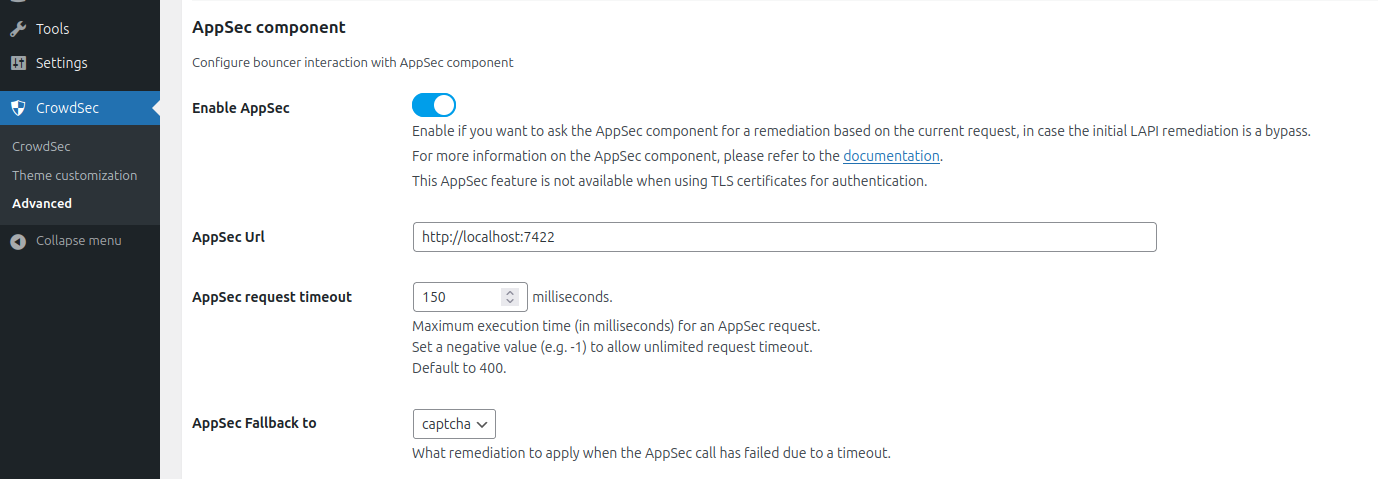 Tools
Settings
CrowdSec
CrowdSec
Theme customization
Advanced
Collapse menu
AppSec component
Configure bouncer interaction with AppSec component
Enable AppSec
Enable if you want to ask the AppSec component for a remediation based on the current request, in case the initial LAPI remediation is a bypass.
For more information on the AppSec component, please refer to the documentation.
This AppSec feature is not available when using TLS certificates for authentication.
AppSec Url
http://localhost:7422
AppSec request timeout
150 milliseconds.
Maximum execution time (in milliseconds) for an AppSec request.
Set a negative value (e.g. -1) to allow unlimited request timeout.
Default to 400.
AppSec Fallback to
captcha
What remediation to apply when the AppSec call has failed due to a timeout.